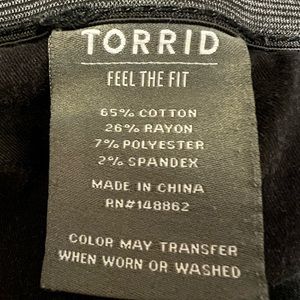 TORRID
FEEL THE FIT
65% COTTON
26% RAYON
7% POLYESTER
2% SPANDEX
MADE IN CHINA
RN#148862
COLOR MAY TRANSFER
WHEN WORN OR WASHED